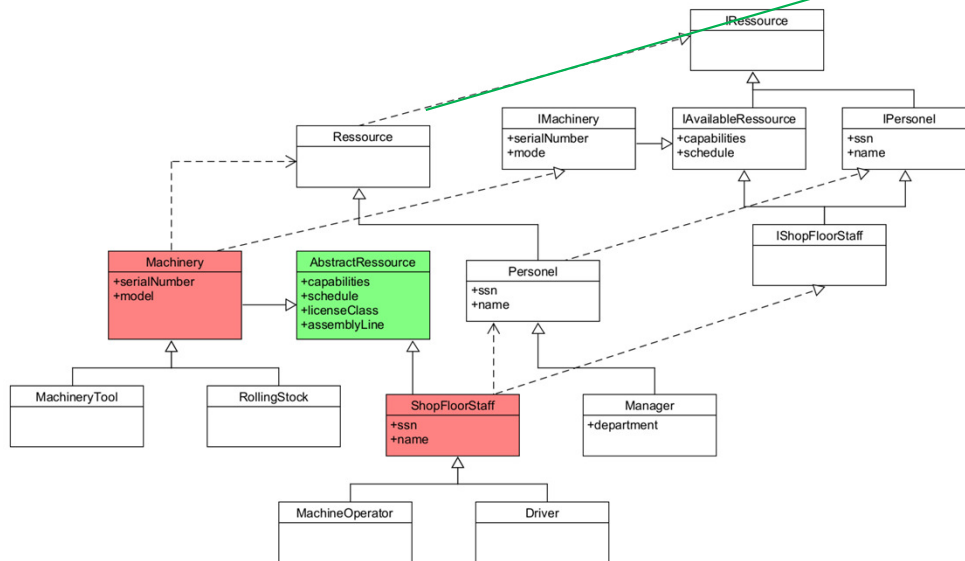 IRessource
Ressource
IMachinery
+serialNumber
+mode
IAvailableRessource
+capabilities
+schedule
IPersonel
+ssn
+name
IShopFloorStaff
Machinery
+serialNumber
+model
AbstractRessource
+capabilities
+schedule
+licenseClass
+assemblyLine
Personel
+ssn
+name
MachineryTool
RollingStock
ShopFloorStaff
+ssn
+name
Manager
+department
MachineOperator
Driver